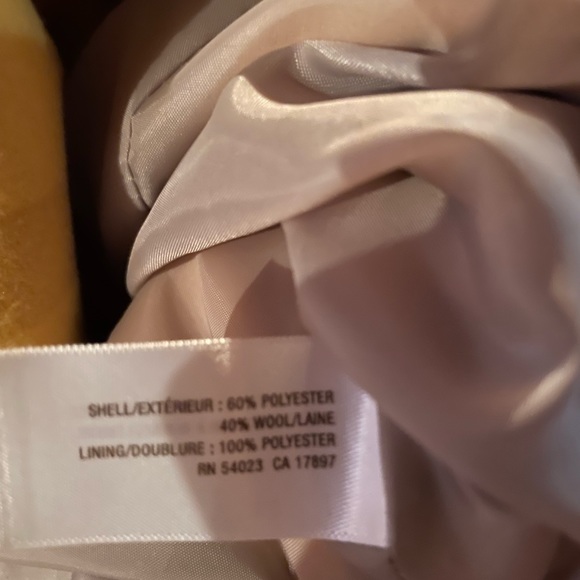 SHELL/EXTÉRIEUR : 60% POLYESTER
40% WOOL/LAINE
LINING/DOUBLURE : 100% POLYESTER
RN 54023 CA 17897